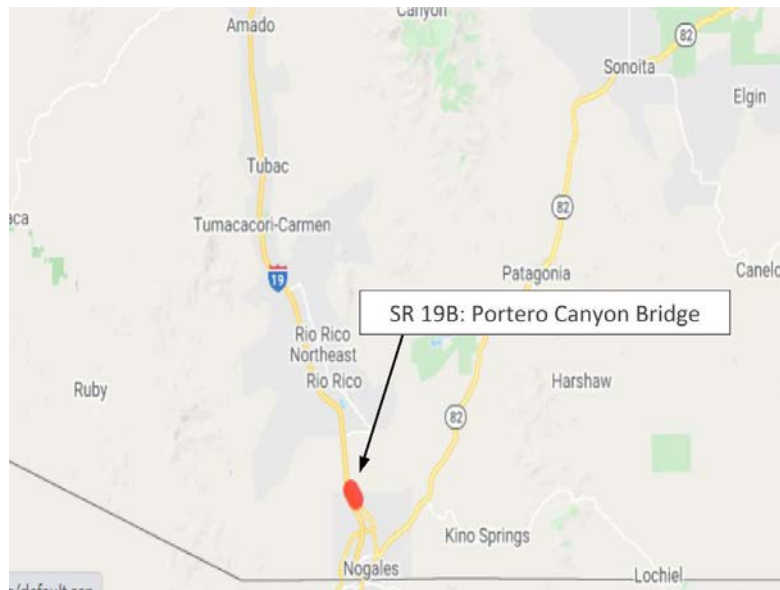 Canyon
Amado
82
Sonoita
Elgin
Tubac
Tumacacori-Carmen
82
aca
19
Patagonia
Canelo
SR 19B: Portero Canyon Bridge
Rio Rico
Northeast
Rio Rico
Ruby
Harshaw
82
Kino Springs
Nogales
Lochiel